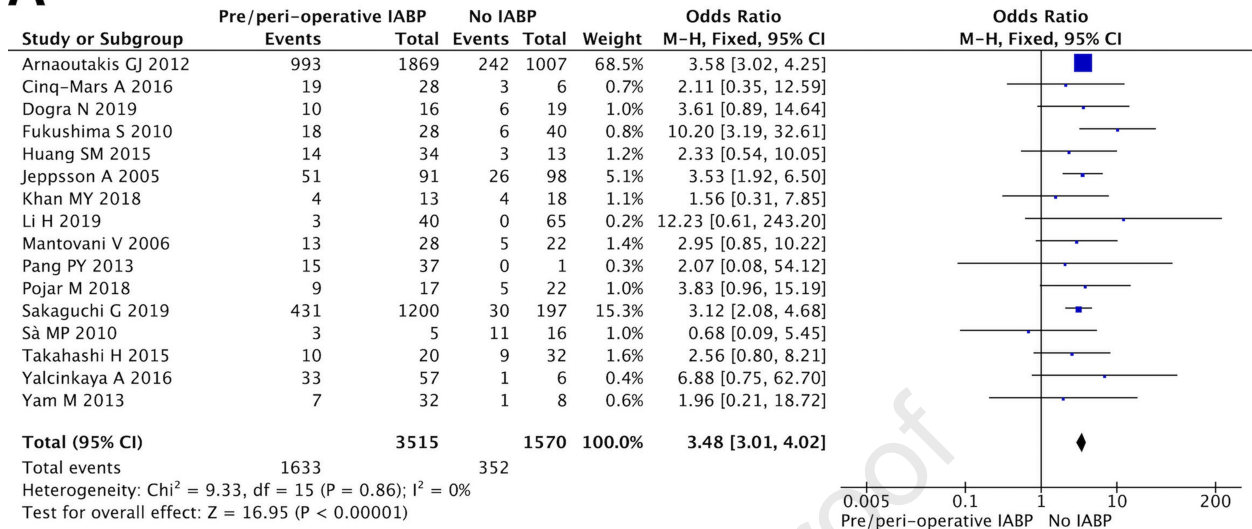 A
Pre/peri-operative IABP No IABP Odds Ratio Odds Ratio
Study or Subgroup Events Total Events Total Weight M-H, Fixed, 95% CI M-H, Fixed, 95% CI
Arnaoutakis GJ 2012 993 1869 242 1007 68.5% 3.58 [3.02, 4.25]
Cinq-Mars A 2016 19 28 3 6 0.7% 2.11 [0.35, 12.59]
Dogra N 2019 10 16 6 19 1.0% 3.61 [0.89, 14.64]
Fukushima S 2010 18 28 6 40 0.8% 10.20 [3.19, 32.61]
Huang SM 2015 14 34 3 13 1.2% 2.33 [0.54, 10.05]
Jeppsson A 2005 51 91 26 98 5.1% 3.53 [1.92, 6.50]
Khan MY 2018 4 13 4 18 1.1% 1.56 [0.31, 7.85]
Li H 2019 3 40 0 65 0.2% 12.23 [0.61, 243.20]
Mantovani V 2006 13 28 5 22 1.4% 2.95 [0.85, 10.22]
Pang PY 2013 15 37 0 1 0.3% 2.07 [0.08, 54.12]
Pojar M 2018 9 17 5 22 1.0% 3.83 [0.96, 15.19]
Sakaguchi G 2019 431 1200 30 197 15.3% 3.12 [2.08, 4.68]
Sà MP 2010 3 5 11 16 1.0% 0.68 [0.09, 5.45]
Takahashi H 2015 10 20 9 32 1.6% 2.56 [0.80, 8.21]
Yalcinkaya A 2016 33 57 1 6 0.4% 6.88 [0.75, 62.70]
Yam M 2013 7 32 1 8 0.6% 1.96 [0.21, 18.72]
Total (95% CI) 3515 1570 100.0% 3.48 [3.01, 4.02]
Total events 1633 352
Heterogeneity: Chi² = 9.33, df = 15 (P = 0.86); I² = 0%
Test for overall effect: Z = 16.95 (P < 0.00001)
0.005 0.1 1 10 200
Pre/peri-operative IABP No IABP